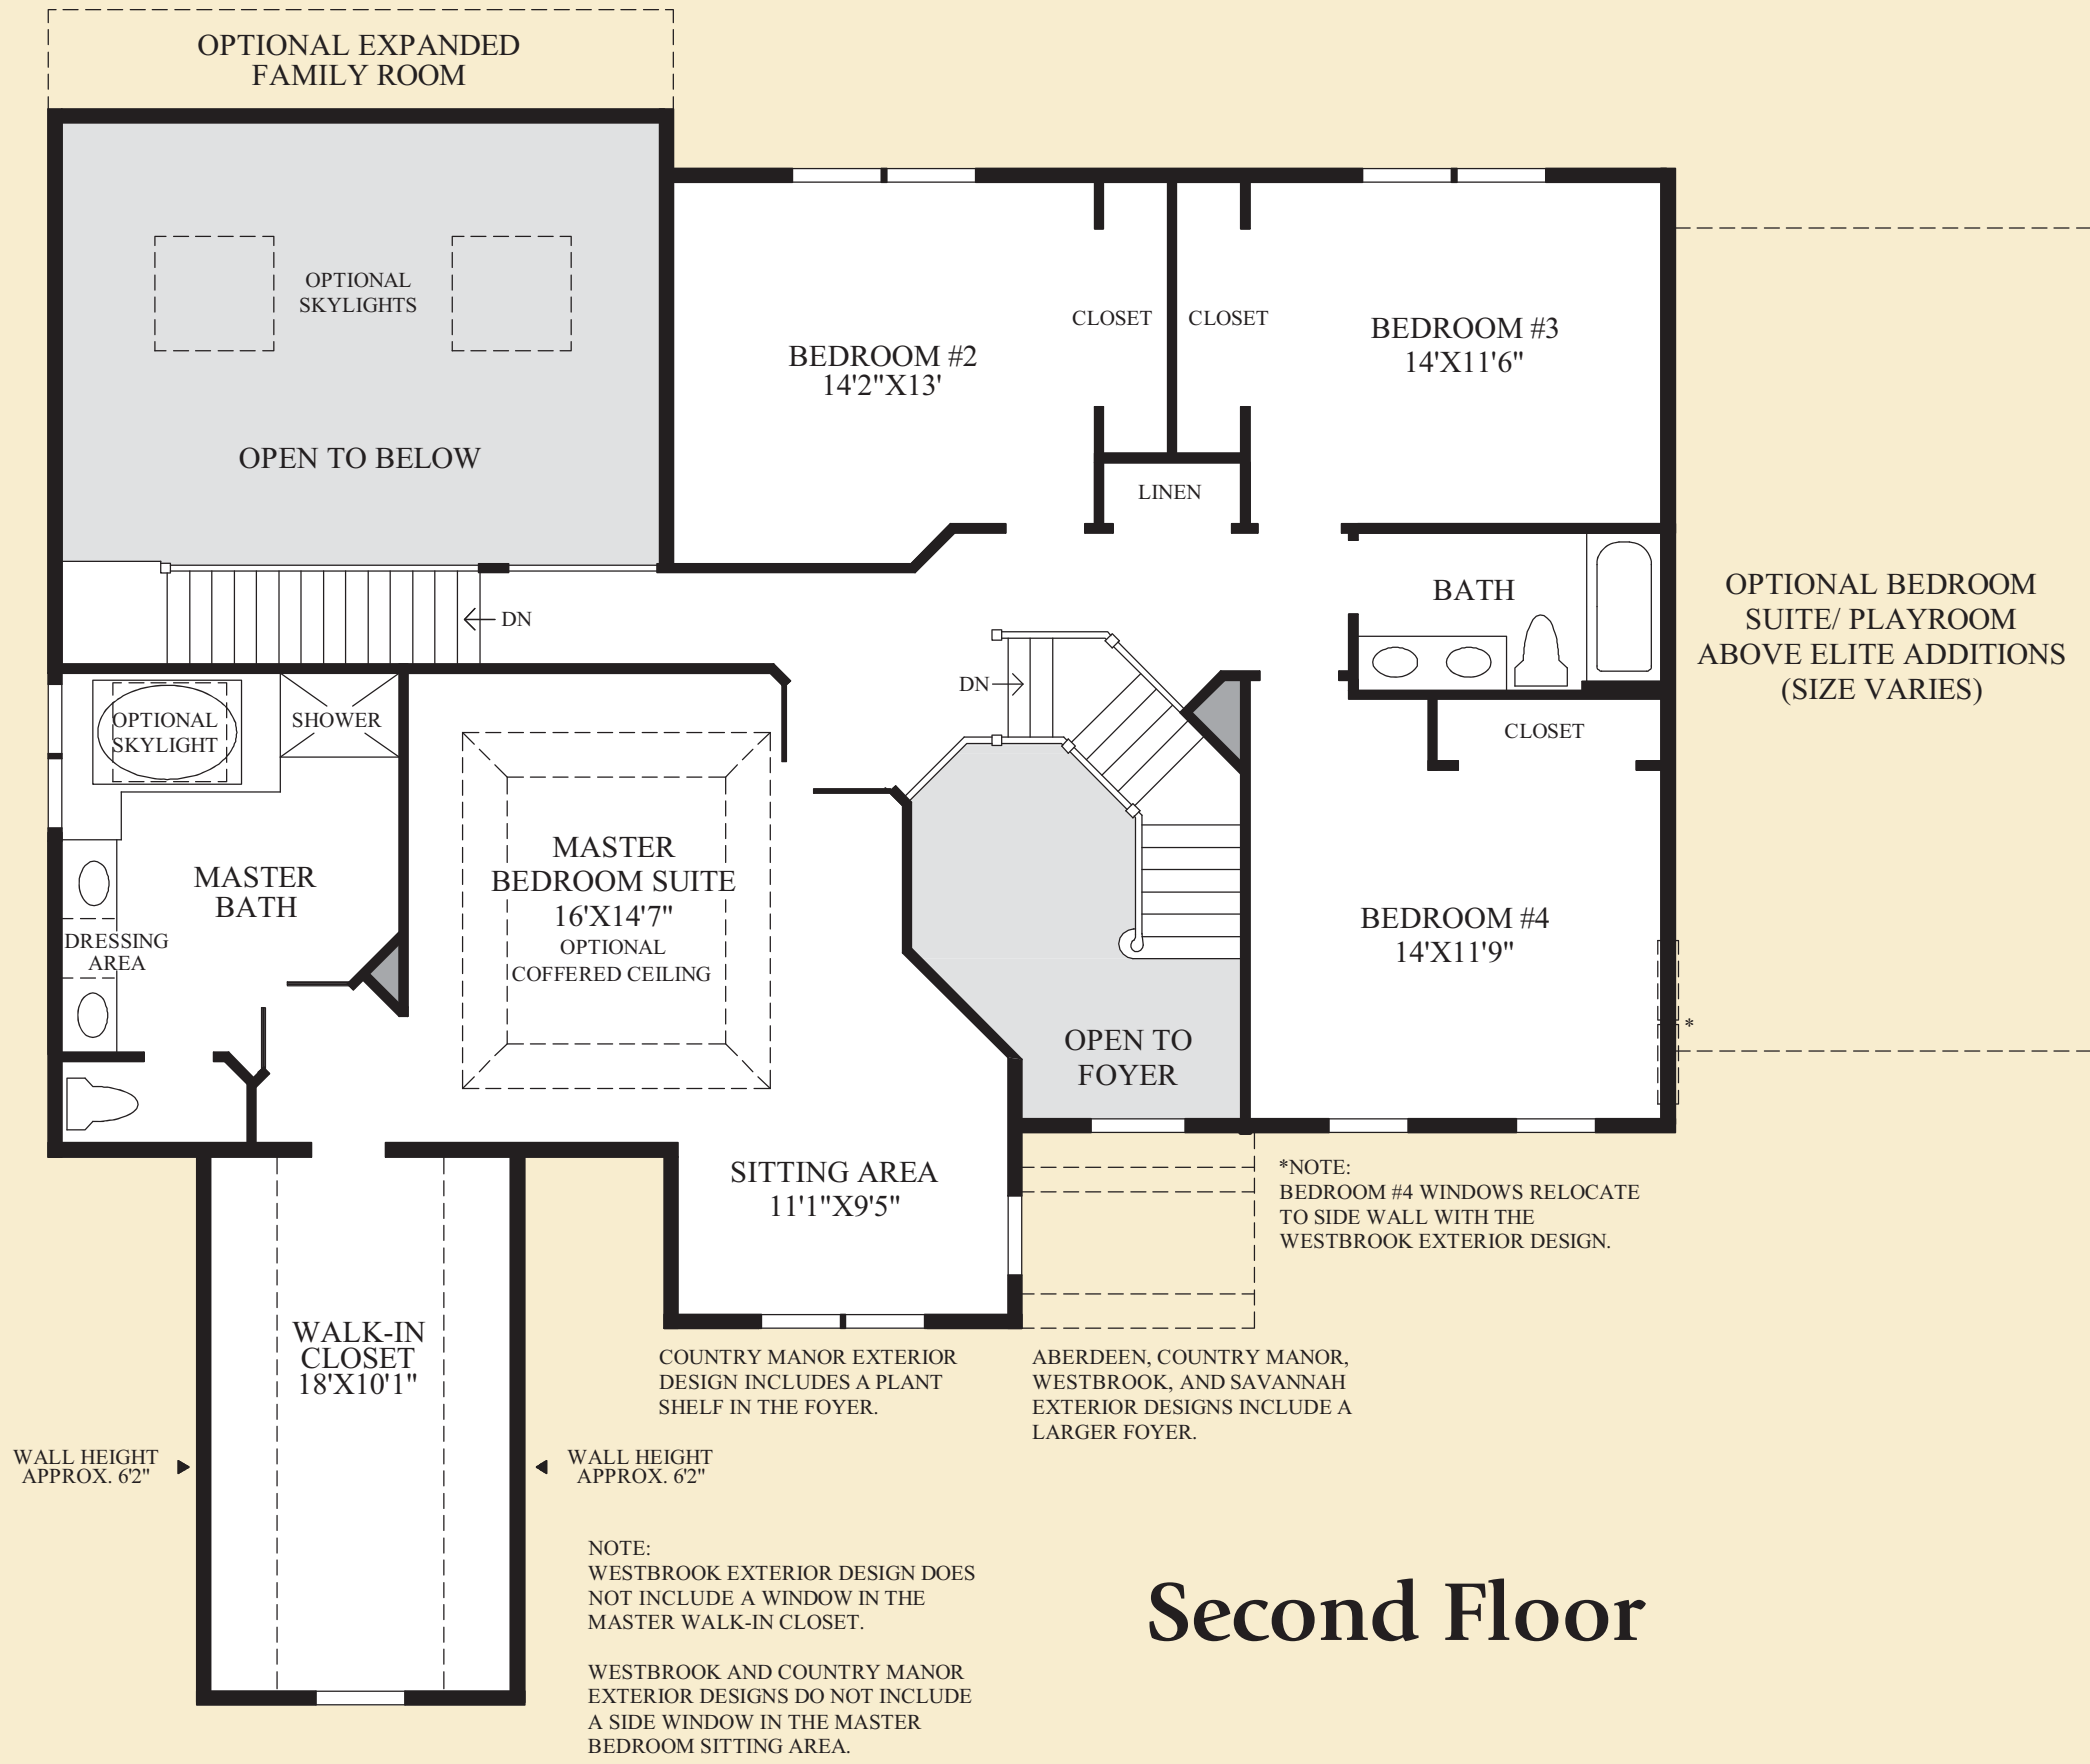 OPTIONAL EXPANDED
FAMILY ROOM
OPTIONAL
SKYLIGHTS
OPEN TO BELOW
BEDROOM #2
14'2"X13'
CLOSET
CLOSET
BEDROOM #3
14'X11'6"
LINEN
BATH
OPTIONAL BEDROOM
SUITE/ PLAYROOM
ABOVE ELITE ADDITIONS
(SIZE VARIES)
DN
DN
OPTIONAL
SKYLIGHT
SHOWER
CLOSET
MASTER
BATH
MASTER
BEDROOM SUITE
16'X14'7"
OPTIONAL
COFFERED CEILING
DRESSING
AREA
BEDROOM #4
14'X11'9"
*
OPEN TO
FOYER
SITTING AREA
11'1"X9'5"
*NOTE:
BEDROOM #4 WINDOWS RELOCATE
TO SIDE WALL WITH THE
WESTBROOK EXTERIOR DESIGN.
WALK-IN
CLOSET
18'X10'1"
COUNTRY MANOR EXTERIOR
DESIGN INCLUDES A PLANT
SHELF IN THE FOYER.
ABERDEEN, COUNTRY MANOR,
WESTBROOK, AND SAVANNAH
EXTERIOR DESIGNS INCLUDE A
LARGER FOYER.
WALL HEIGHT
APPROX. 6'2"
WALL HEIGHT
APPROX. 6'2"
NOTE:
WESTBROOK EXTERIOR DESIGN DOES
NOT INCLUDE A WINDOW IN THE
MASTER WALK-IN CLOSET.
WESTBROOK AND COUNTRY MANOR
EXTERIOR DESIGNS DO NOT INCLUDE
A SIDE WINDOW IN THE MASTER
BEDROOM SITTING AREA.
Second Floor